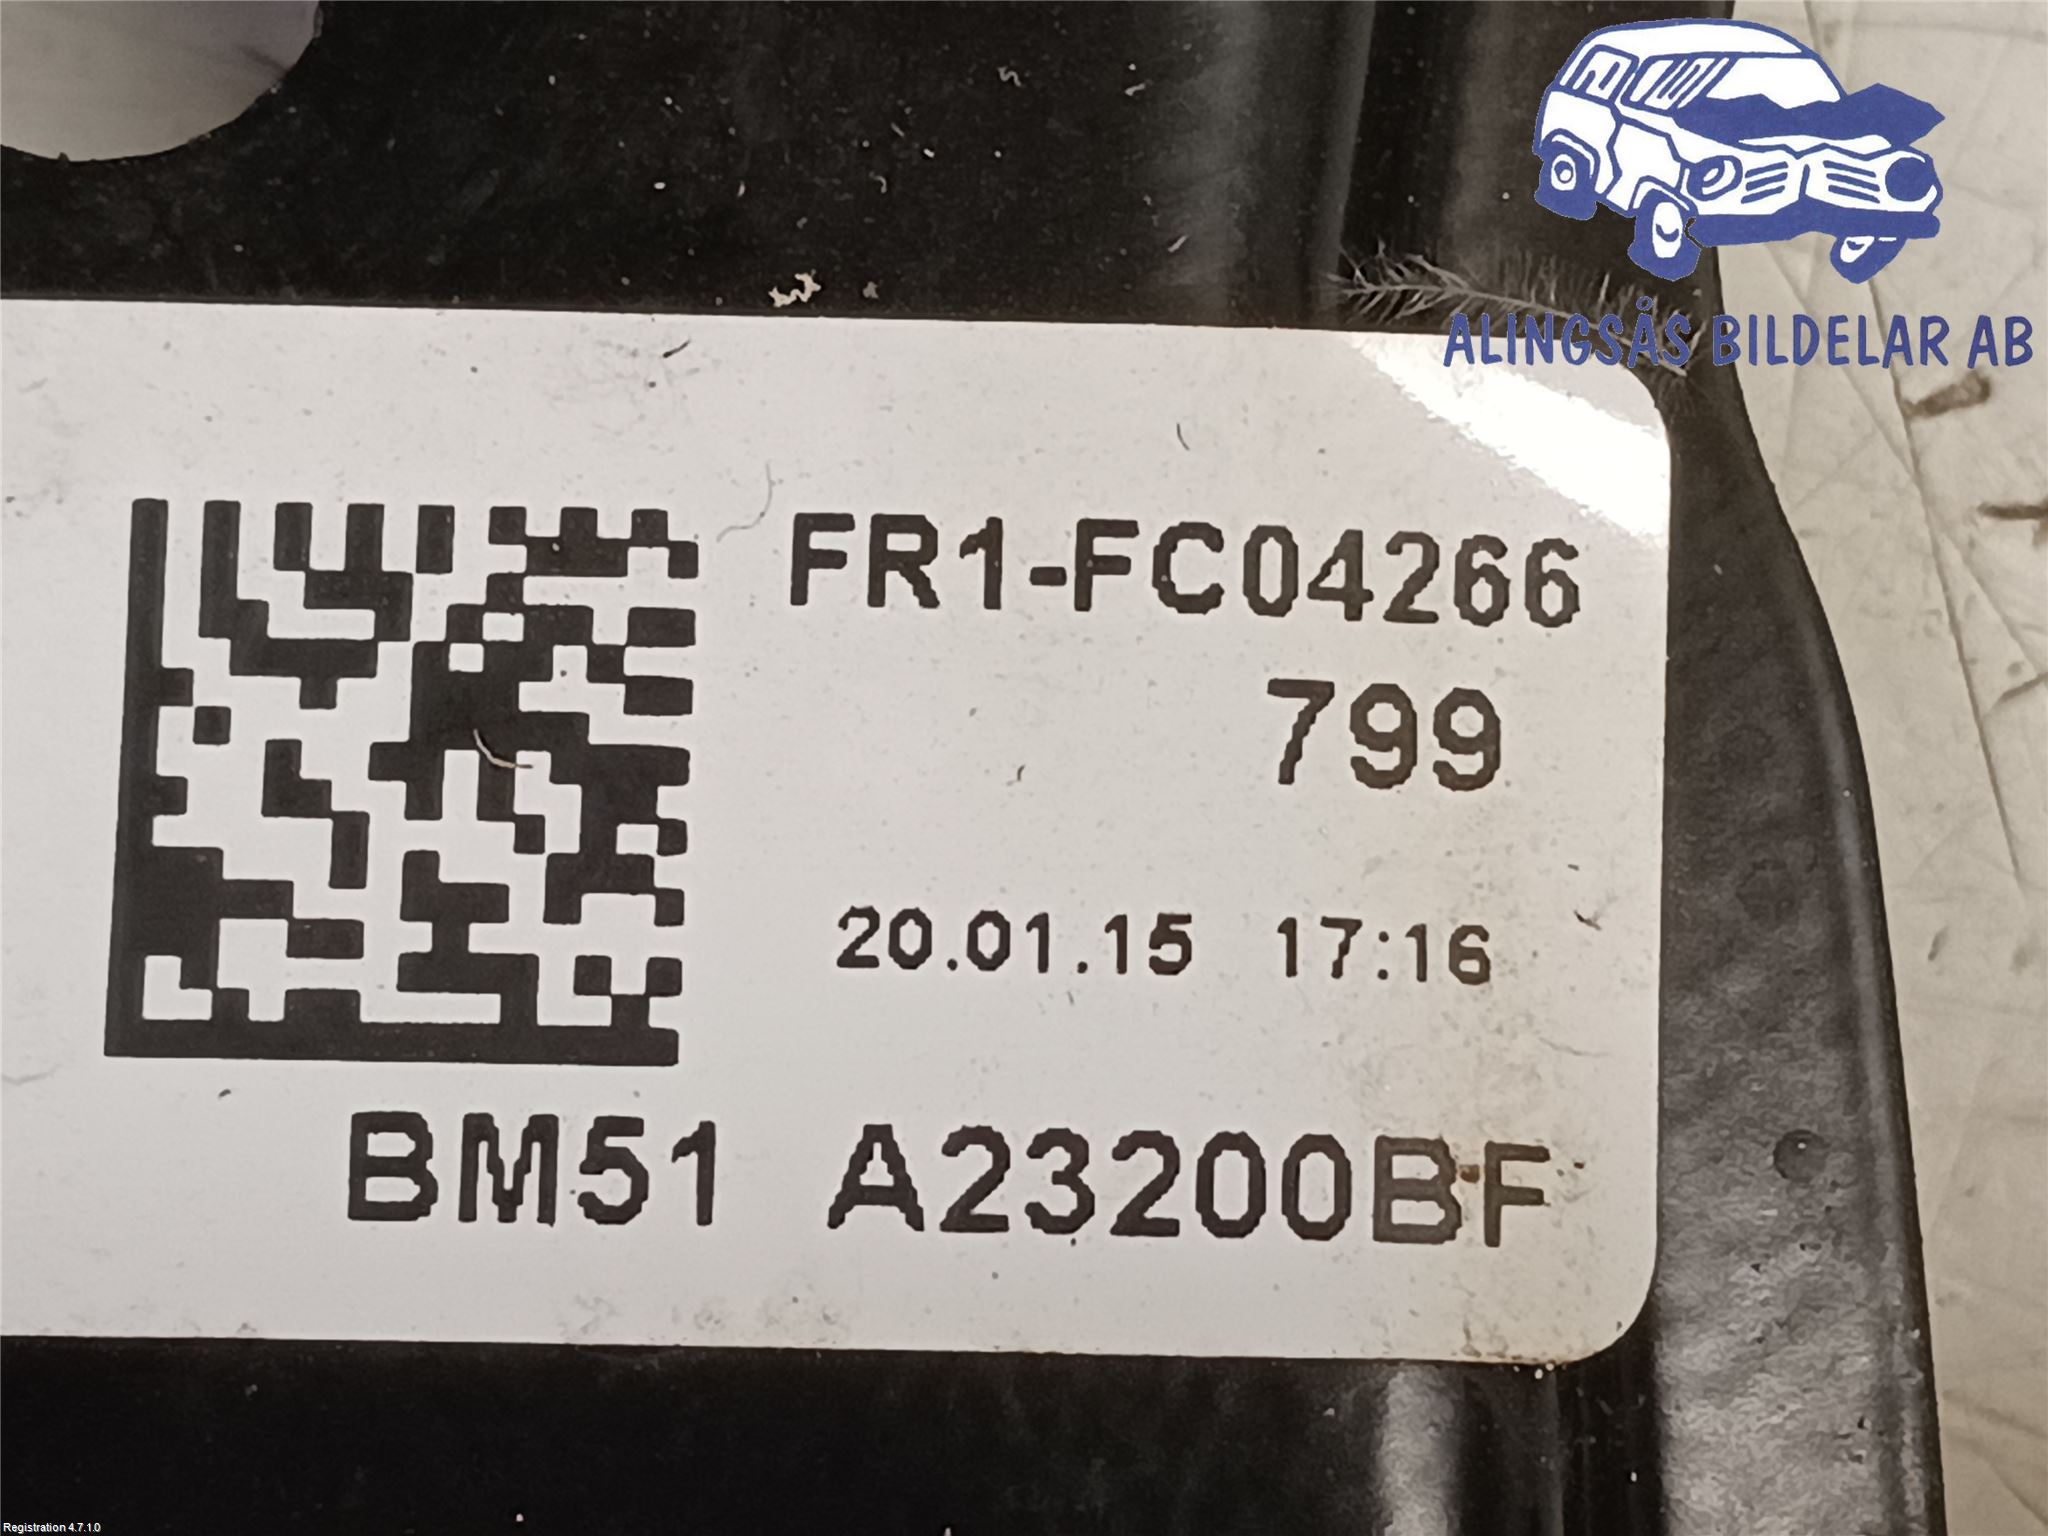 ALINGSÅS BILDELAR AB
FR1-FC04266
799
20.01.15 17:16
BM51 A23200BF
Registration 4.7.1.0